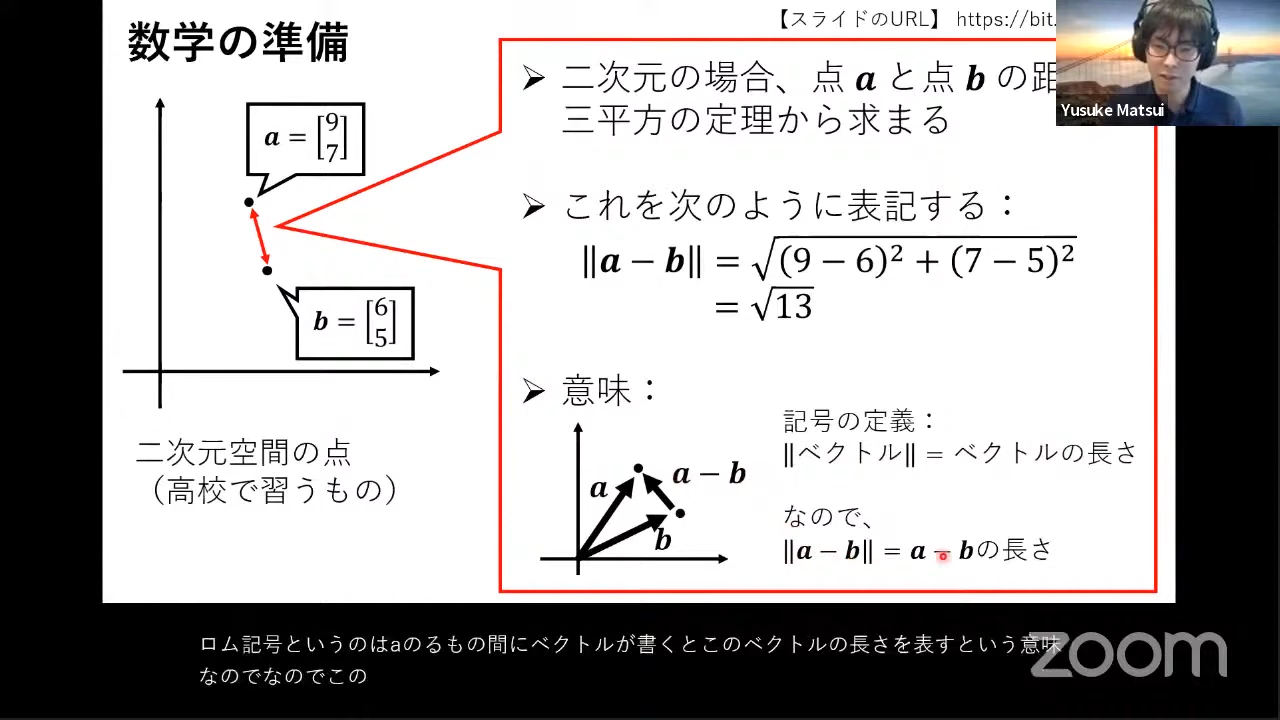 【スライドのURL】 https://bit.
数学の準備
Yusuke Matsui
a = [9 7]
b = [6 5]
二次元空間の点
（高校で習うもの）
➢ 二次元の場合、点 a と点 b の距
三平方の定理から求まる
➢ これを次のように表記する：
‖a − b‖ = √(9 − 6)² + (7 − 5)²
= √13
➢ 意味：
a
a − b
b
記号の定義：
‖ベクトル‖ = ベクトルの長さ
なので、
‖a − b‖ = a − bの長さ
ロム記号というのはaのるもの間にベクトルが書くとこのベクトルの長さを表すという意味
なのでなのでこの
zoom